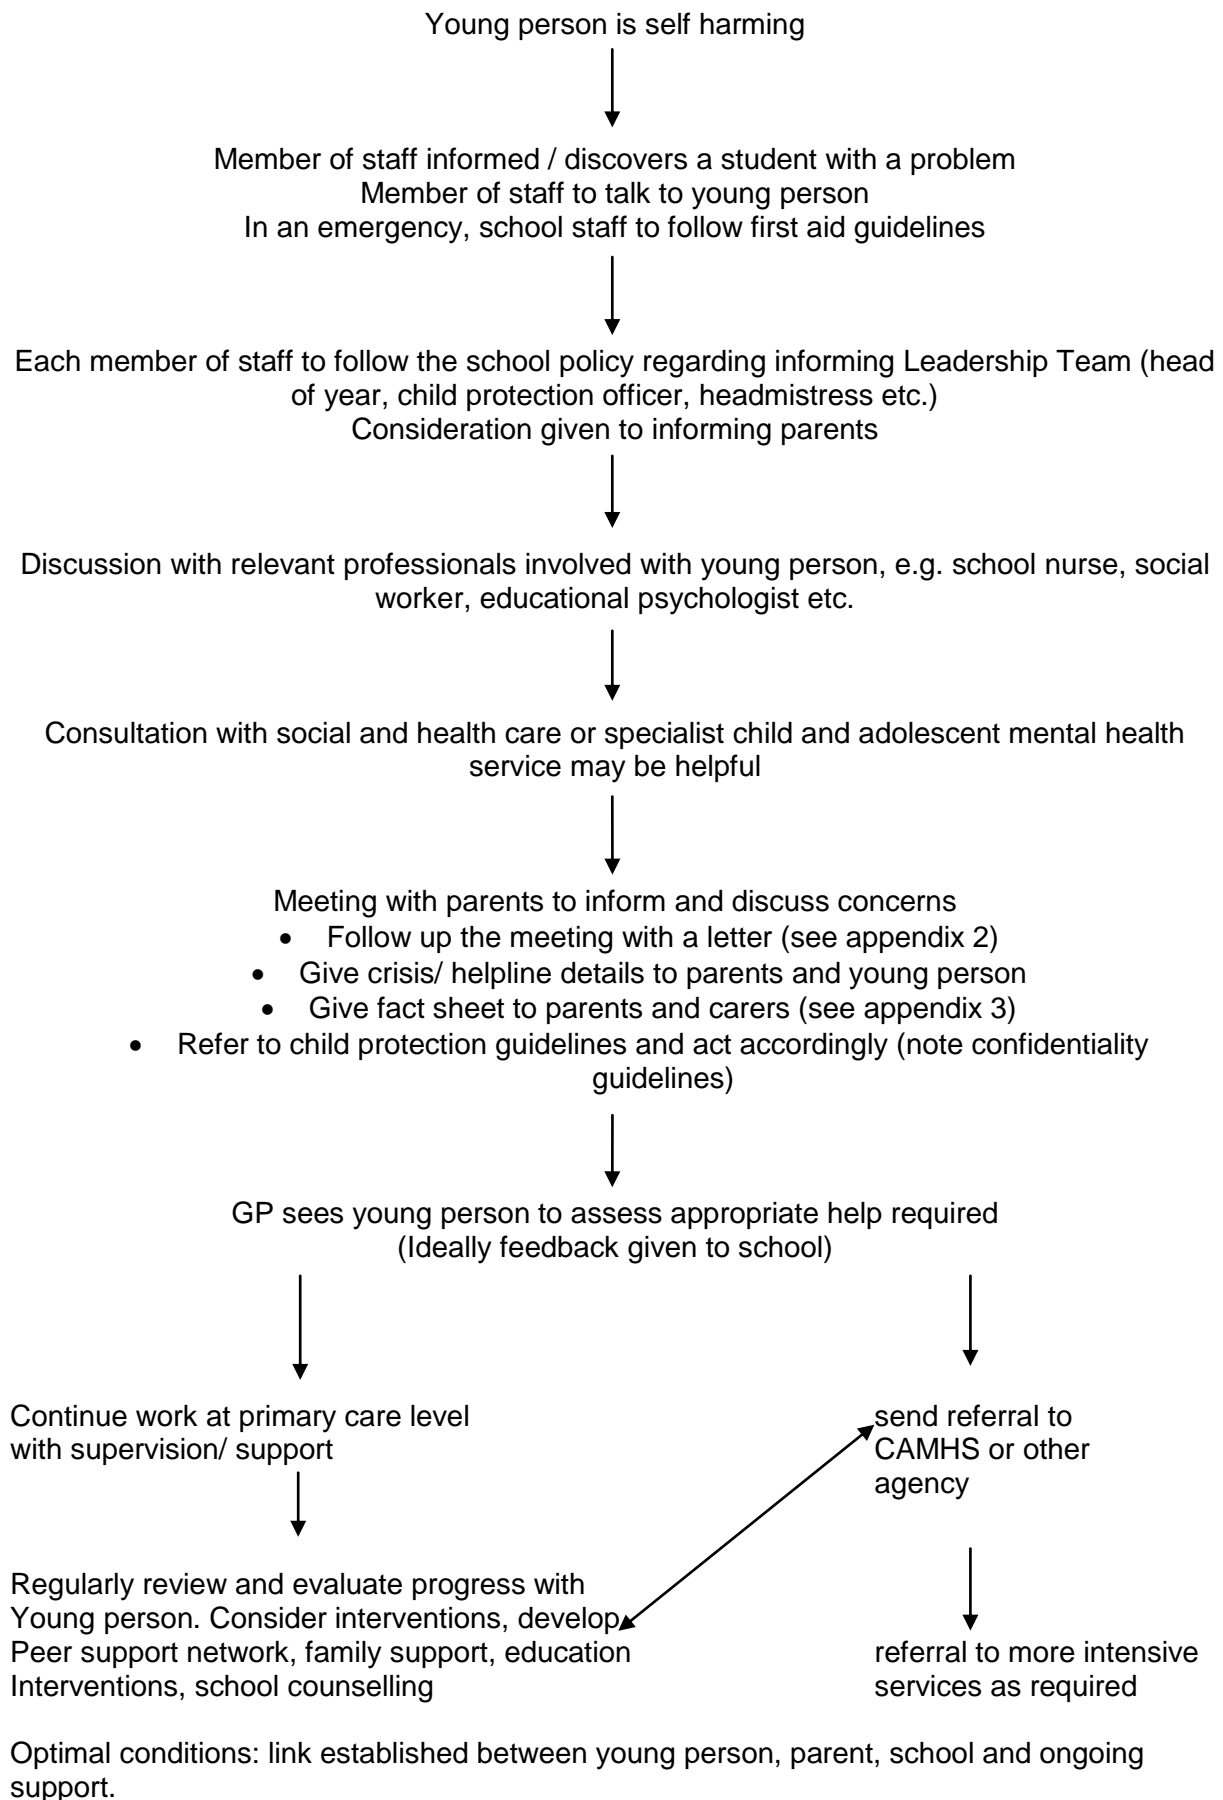 Young person is self harming
Member of staff informed / discovers a student with a problem
Member of staff to talk to young person
In an emergency, school staff to follow first aid guidelines
Each member of staff to follow the school policy regarding informing Leadership Team (head
of year, child protection officer, headmistress etc.)
Consideration given to informing parents
Discussion with relevant professionals involved with young person, e.g. school nurse, social
worker, educational psychologist etc.
Consultation with social and health care or specialist child and adolescent mental health
service may be helpful
Meeting with parents to inform and discuss concerns
• Follow up the meeting with a letter (see appendix 2)
• Give crisis/ helpline details to parents and young person
• Give fact sheet to parents and carers (see appendix 3)
• Refer to child protection guidelines and act accordingly (note confidentiality
guidelines)
GP sees young person to assess appropriate help required
(Ideally feedback given to school)
Continue work at primary care level
with supervision/ support
send referral to
CAMHS or other
agency
Regularly review and evaluate progress with
Young person. Consider interventions, develop
Peer support network, family support, education
Interventions, school counselling
referral to more intensive
services as required
Optimal conditions: link established between young person, parent, school and ongoing
support.